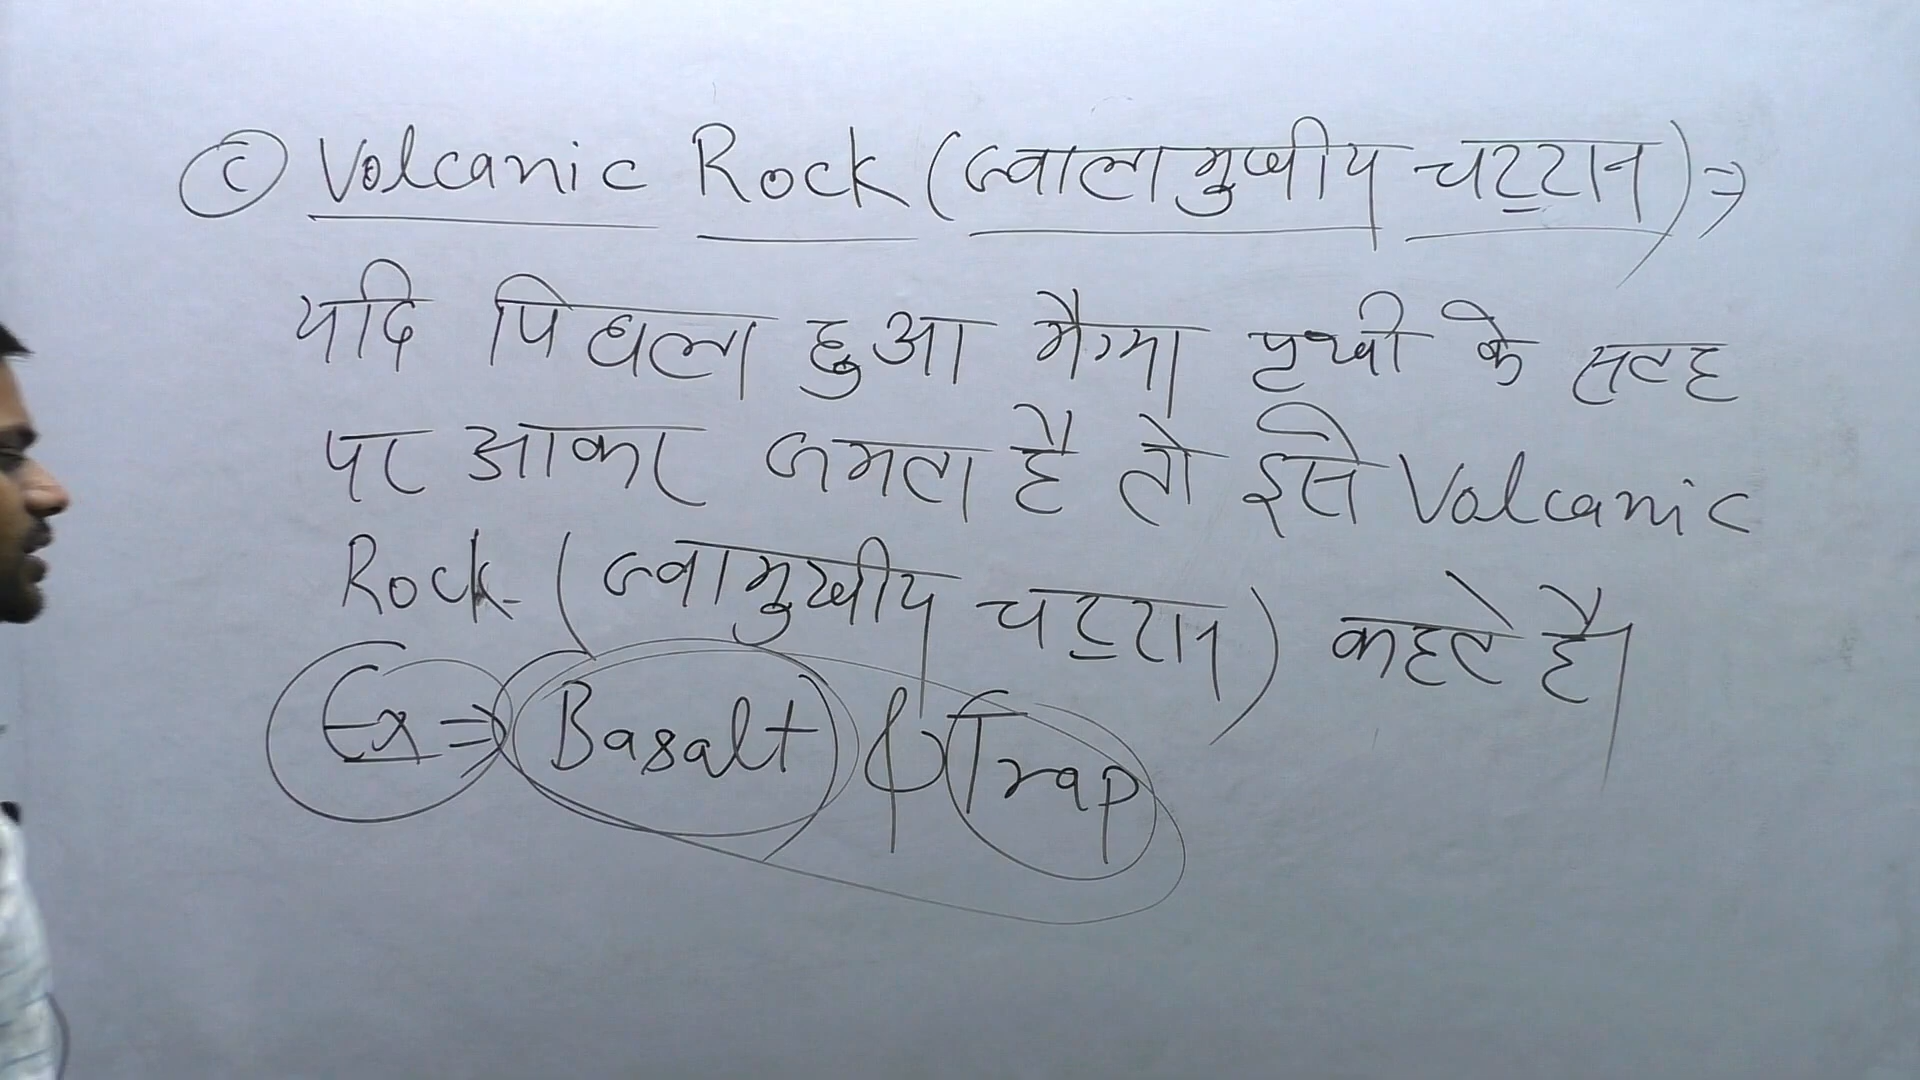 (c) Volcanic Rock (ज्वालामुखीय चट्टान) ⇒
यदि पिघला हुआ मैग्मा पृथ्वी के सतह
पर आकर जमता है तो इसे Volcanic
Rock (ज्वामुखीय चट्टान) कहते है।
Ex ⇒ Basalt & Trap